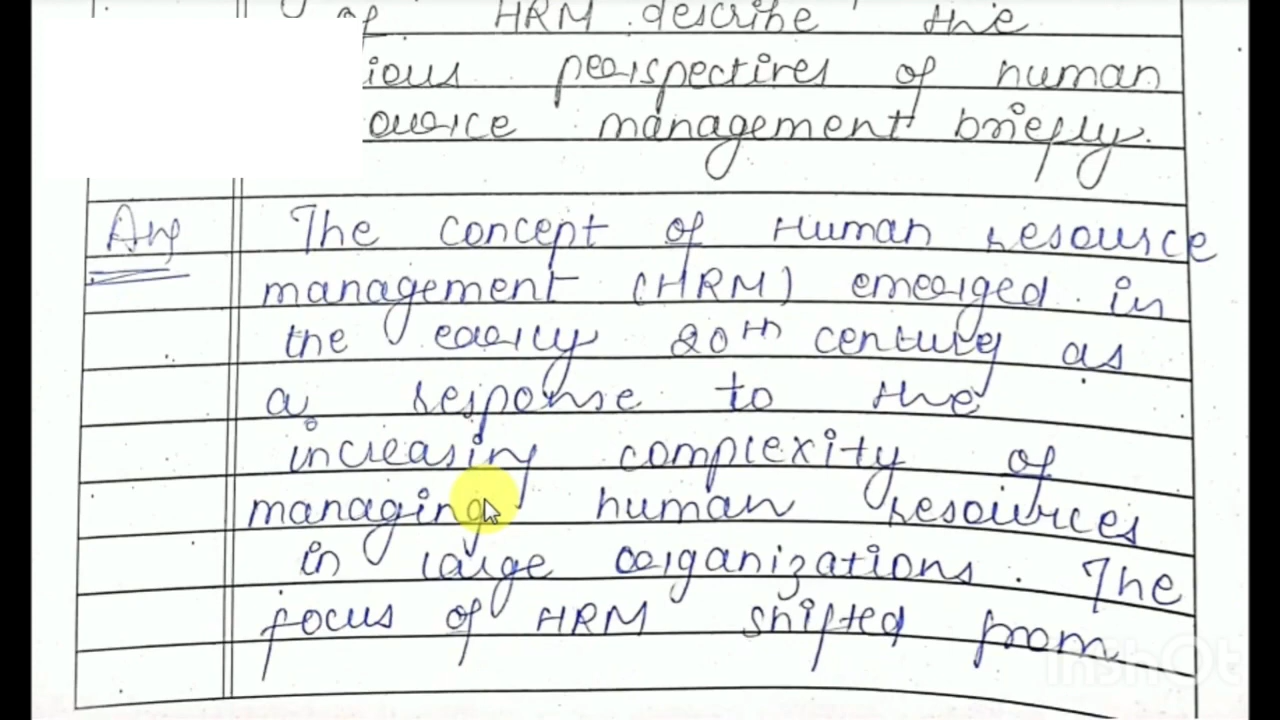 of HRM describe the
ious perspectives of human
ource management briefly.
Ans The concept of Human resource
management (HRM) emerged in
the early 20th century as
a response to the
increasing complexity of
managing human resources
in large organizations. The
focus of HRM shifted from
InShOt